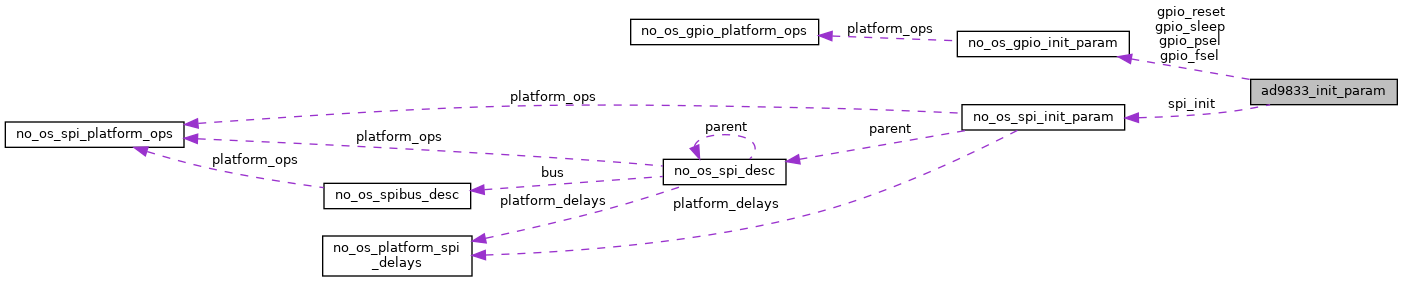 gpio_reset
gpio_sleep
gpio_psel
gpio_fsel
no_os_gpio_platform_ops
platform_ops
no_os_gpio_init_param
ad9833_init_param
platform_ops
spi_init
no_os_spi_init_param
no_os_spi_platform_ops
platform_ops
parent
parent
platform_ops
bus
no_os_spi_desc
no_os_spibus_desc
platform_delays
platform_delays
no_os_platform_spi
_delays